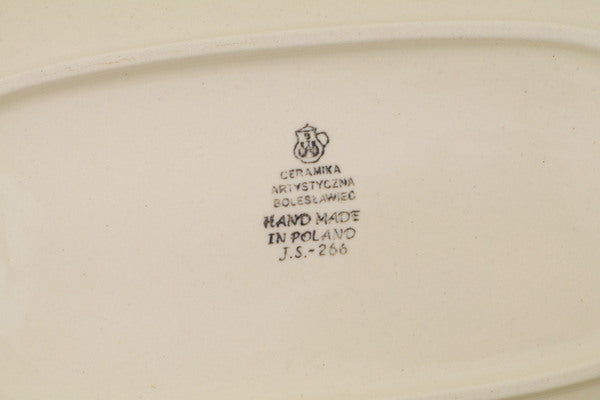 CERAMIKA
ARTYSTYCZNA
BOLESŁAWIEC
HAND MADE
IN POLAND
J.S.-266